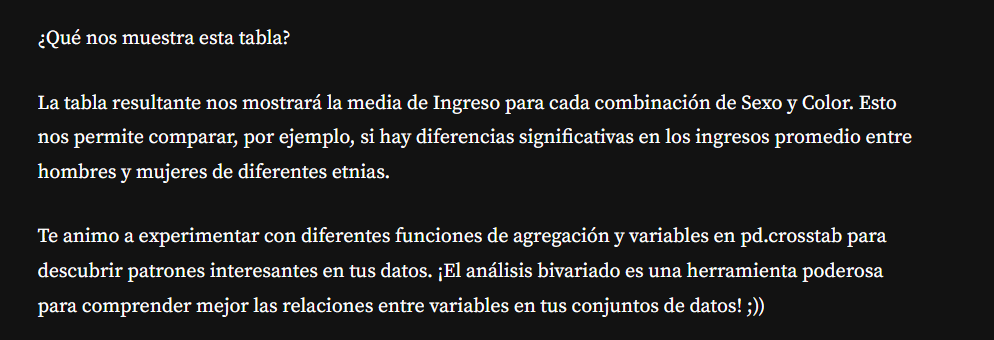 ¿Qué nos muestra esta tabla?
La tabla resultante nos mostrará la media de Ingreso para cada combinación de Sexo y Color. Esto
nos permite comparar, por ejemplo, si hay diferencias significativas en los ingresos promedio entre
hombres y mujeres de diferentes etnias.
Te animo a experimentar con diferentes funciones de agregación y variables en pd.crosstab para
descubrir patrones interesantes en tus datos. ¡El análisis bivariado es una herramienta poderosa
para comprender mejor las relaciones entre variables en tus conjuntos de datos! ;))